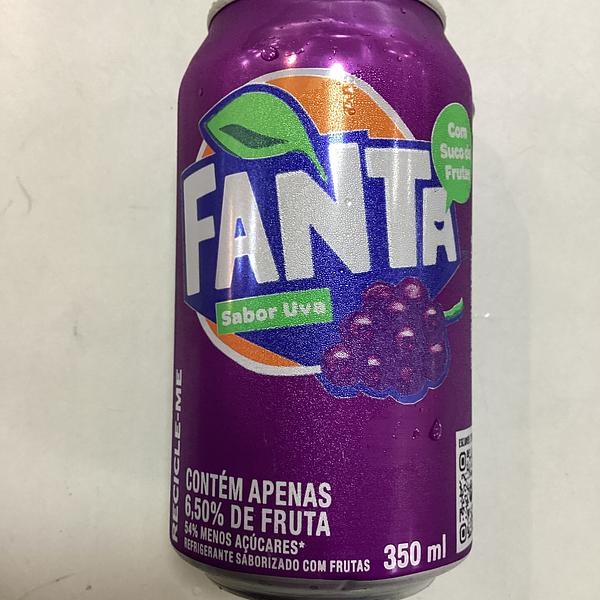 FANTA
Com
Suco de
Frutas
Sabor Uva
RECICLE-ME
CONTÉM APENAS
6,50% DE FRUTA
54% MENOS AÇÚCARES*
REFRIGERANTE SABORIZADO COM FRUTAS
350 ml